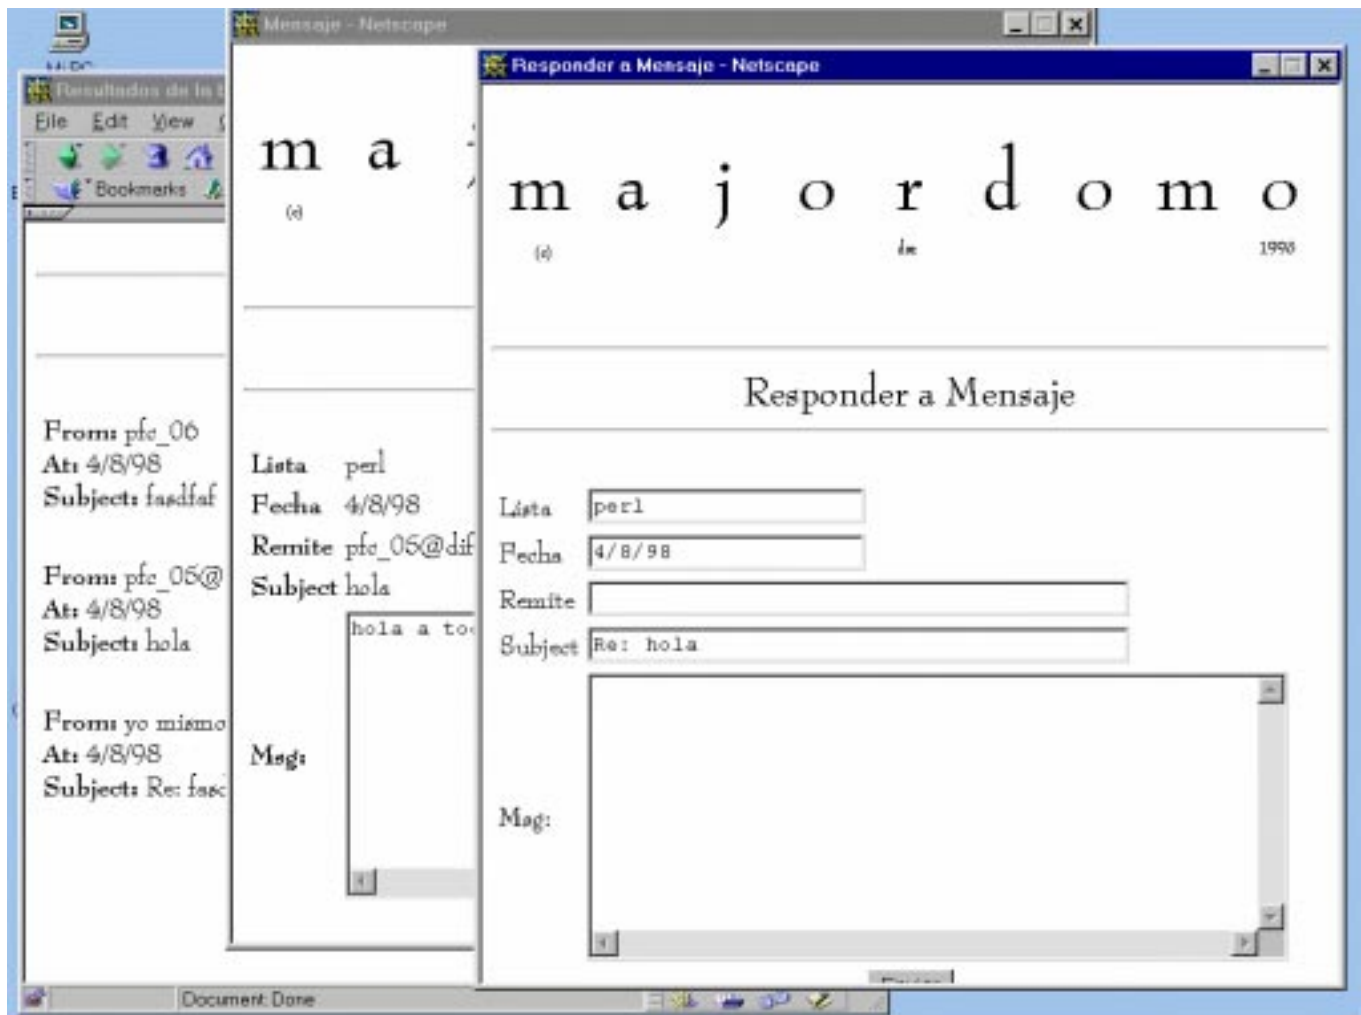 Mi PC
Resultados de la
File Edit View
Bookmarks
From: pfc_06
At: 4/8/98
Subject: fasdfaf
From: pfc_05@
At: 4/8/98
Subject: hola
From: yo mismo
At: 4/8/98
Subject: Re: fasd
Document: Done
Mensaje - Netscape
m a j
(c)
Lista perl
Fecha 4/8/98
Remite pfc_05@dif
Subject hola
hola a to
Msg:
Responder a Mensaje - Netscape
m a j o r d o m o
(c) dm 1998
Responder a Mensaje
Lista perl
Fecha 4/8/98
Remite
Subject Re: hola
Msg: